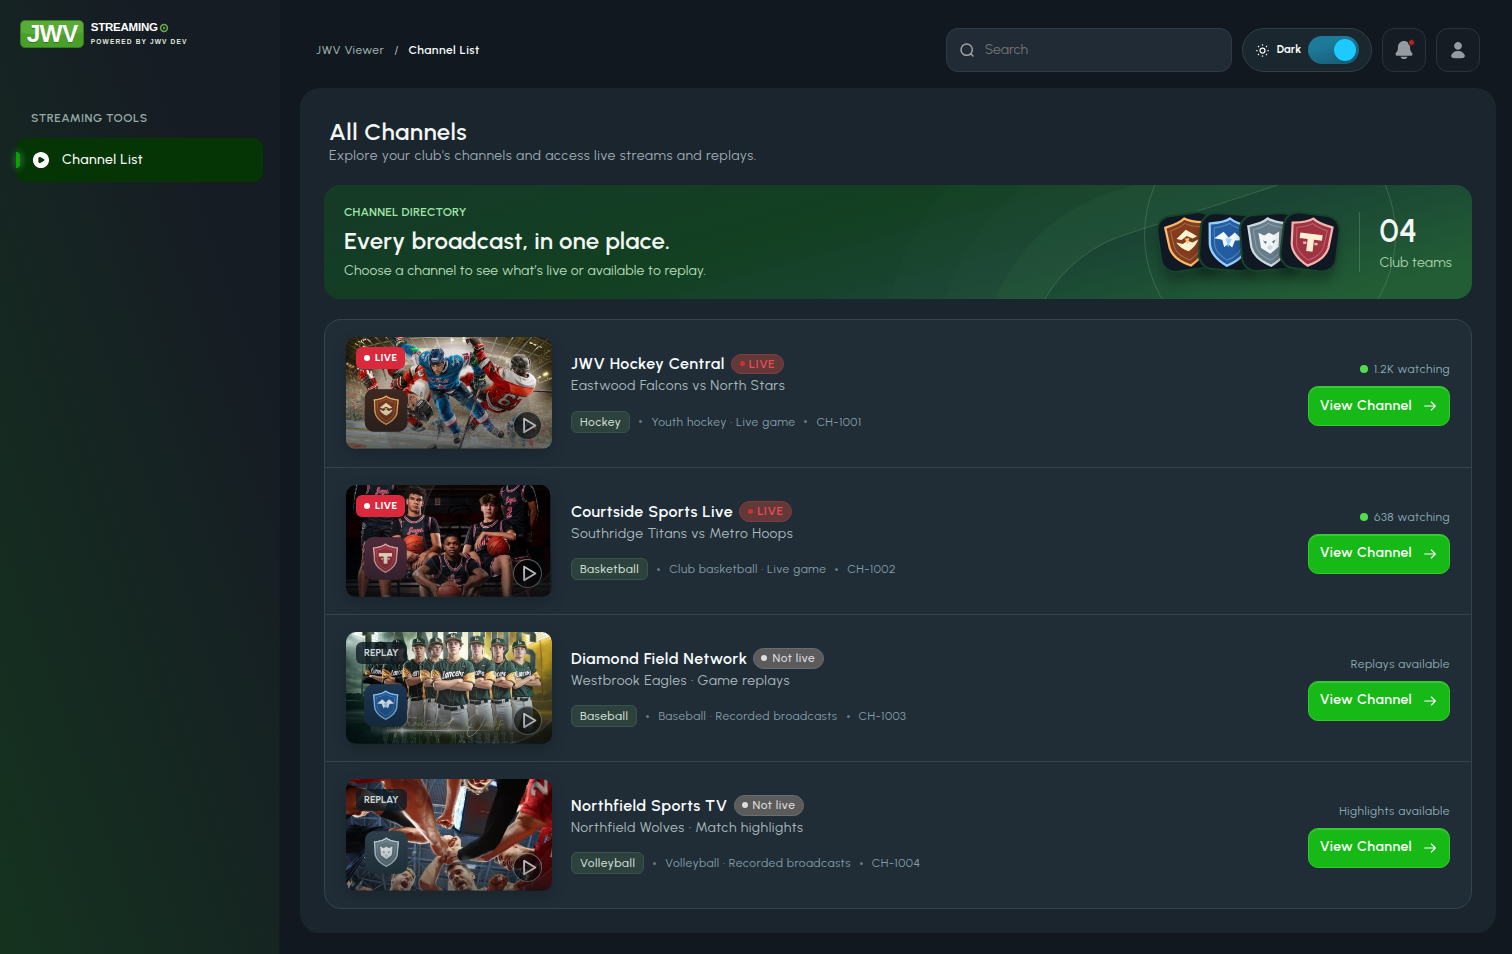 JWV STREAMING
POWERED BY JWV DEV
JWV Viewer / Channel List
Search
Dark
STREAMING TOOLS
Channel List
All Channels
Explore your club's channels and access live streams and replays.
CHANNEL DIRECTORY
Every broadcast, in one place.
Choose a channel to see what's live or available to replay.
04
Club teams
LIVE
JWV Hockey Central LIVE
Eastwood Falcons vs North Stars
Hockey • Youth hockey · Live game • CH-1001
1.2K watching
View Channel →
LIVE
Courtside Sports Live LIVE
Southridge Titans vs Metro Hoops
Basketball • Club basketball · Live game • CH-1002
638 watching
View Channel →
REPLAY
Lancers
Diamond Field Network Not live
Westbrook Eagles · Game replays
Baseball • Baseball · Recorded broadcasts • CH-1003
Replays available
View Channel →
REPLAY
2
Northfield Sports TV Not live
Northfield Wolves · Match highlights
Volleyball • Volleyball · Recorded broadcasts • CH-1004
Highlights available
View Channel →